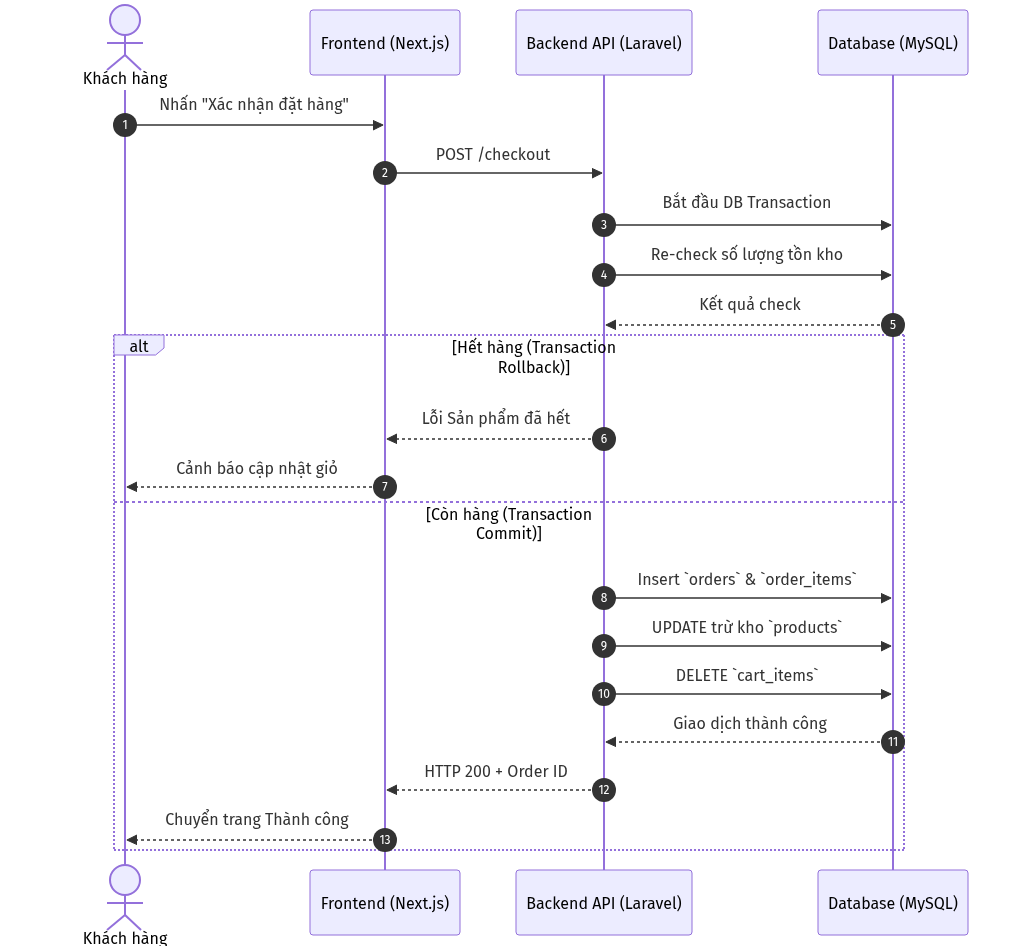 Khách hàng
Frontend (Next.js)
Backend API (Laravel)
Database (MySQL)
Nhấn "Xác nhận đặt hàng"
1
POST /checkout
2
Bắt đầu DB Transaction
3
Re-check số lượng tồn kho
4
Kết quả check
5
alt
[Hết hàng (Transaction
Rollback)]
Lỗi Sản phẩm đã hết
6
Cảnh báo cập nhật giỏ
7
[Còn hàng (Transaction
Commit)]
Insert `orders` & `order_items`
8
UPDATE trừ kho `products`
9
DELETE `cart_items`
10
Giao dịch thành công
11
HTTP 200 + Order ID
12
Chuyển trang Thành công
13
Khách hàng
Frontend (Next.js)
Backend API (Laravel)
Database (MySQL)